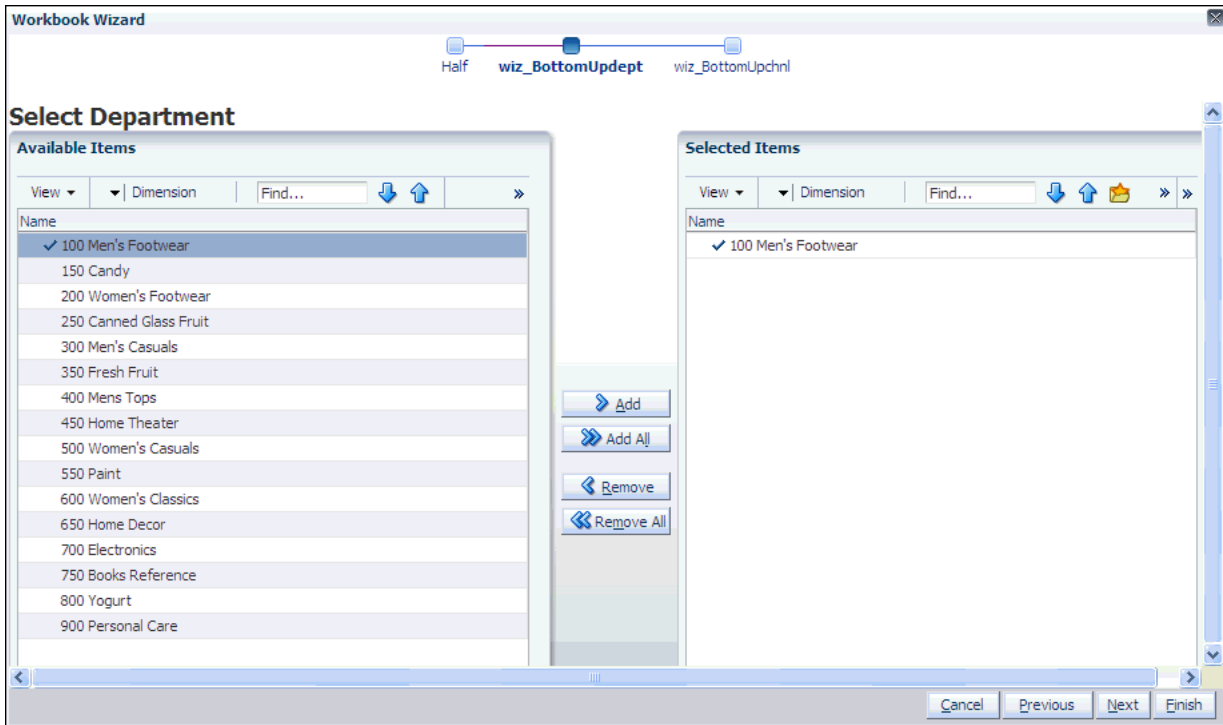 Workbook Wizard
Half wiz_BottomUpdept wiz_BottomUpchnl
Select Department
Available Items
View Dimension Find... »
Name
100 Men's Footwear
150 Candy
200 Women's Footwear
250 Canned Glass Fruit
300 Men's Casuals
350 Fresh Fruit
400 Mens Tops
450 Home Theater
500 Women's Casuals
550 Paint
600 Women's Classics
650 Home Decor
700 Electronics
750 Books Reference
800 Yogurt
900 Personal Care
Add
Add All
Remove
Remove All
Selected Items
View Dimension Find... » »
Name
100 Men's Footwear
Cancel Previous Next Finish